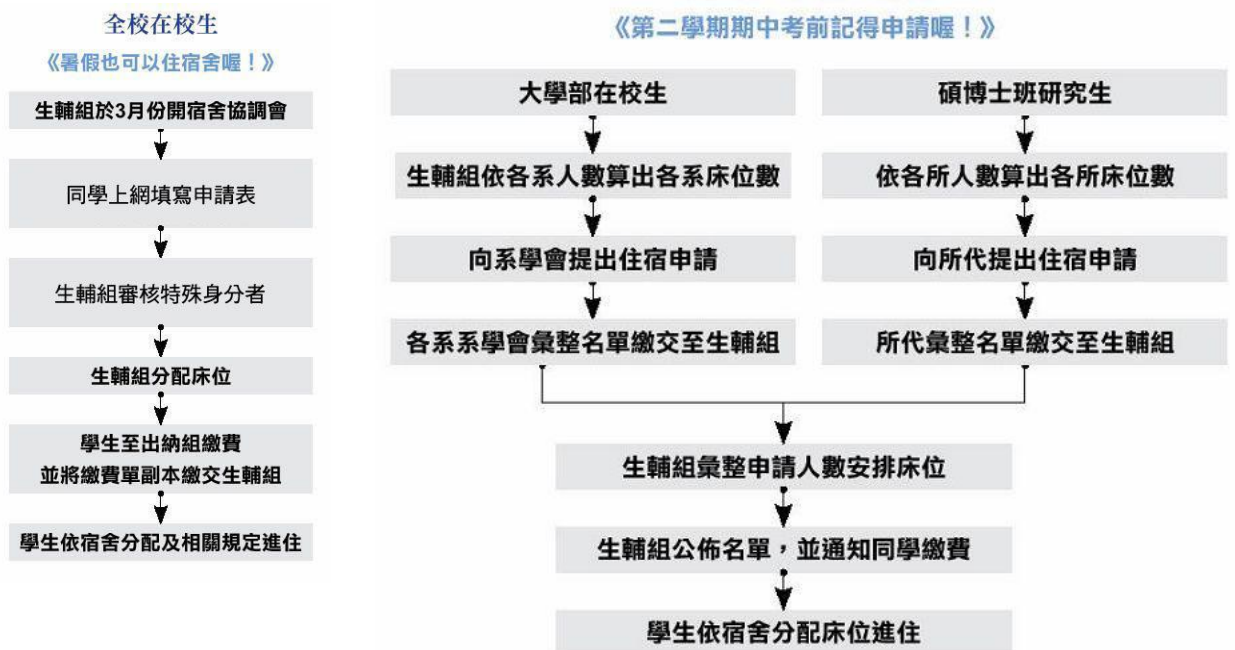 全校在校生
《暑假也可以住宿舍喔！》
生輔組於3月份開宿舍協調會
同學上網填寫申請表
生輔組審核特殊身分者
生輔組分配床位
學生至出納組繳費
並將繳費單副本繳交生輔組
學生依宿舍分配及相關規定進住
《第二學期期中考前記得申請喔！》
大學部在校生
生輔組依各系人數算出各系床位數
向系學會提出住宿申請
各系系學會彙整名單繳交至生輔組
碩博士班研究生
依各所人數算出各所床位數
向所代提出住宿申請
所代彙整名單繳交至生輔組
生輔組彙整申請人數安排床位
生輔組公佈名單，並通知同學繳費
學生依宿舍分配床位進住